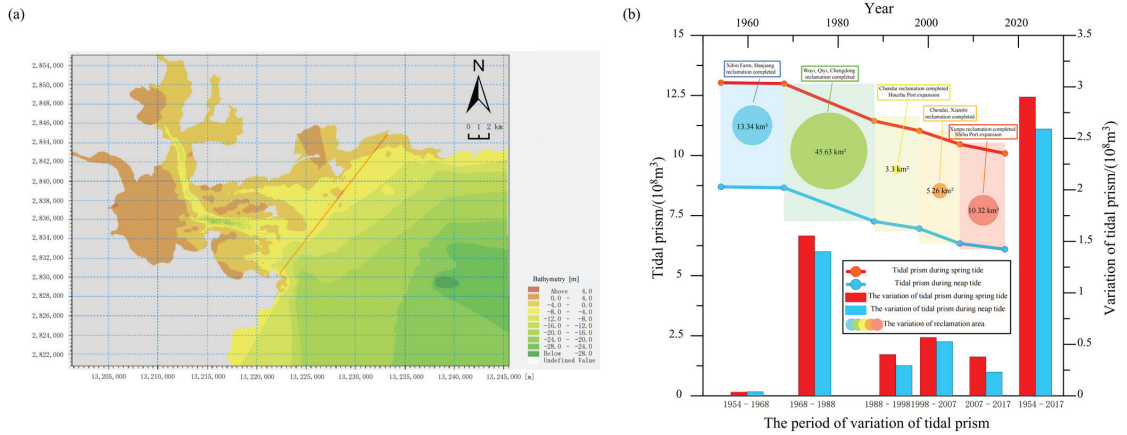 (a)
2,854,000
2,850,000
2,848,000
2,846,000
2,844,000
2,842,000
2,840,000
2,838,000
2,836,000
2,834,000
2,832,000
2,830,000
2,828,000
2,826,000
2,824,000
2,822,000
13,205,000
13,210,000
13,215,000
13,220,000
13,225,000
13,230,000
13,235,000
13,240,000
13,245,000 [m]
N
0 1 2 km
Bathymetry [m]
Above 4.0
0.0 - 4.0
-4.0 - 0.0
-8.0 - -4.0
-12.0 - -8.0
-16.0 - -12.0
-20.0 - -16.0
-24.0 - -20.0
-28.0 - -24.0
Below -28.0
Undefined Value
(b)
Year
1960
1980
2000
2020
15
12.5
10
7.5
5
2.5
0
Tidal prism/(10⁸m³)
3.5
3
2.5
2
1.5
1
0.5
0
Variation of tidal prism/(10⁸m³)
Xibin Farm, Hanjiang
reclamation completed
Wuyi, Qiyi, Chengdong
reclamation completed
Chendai reclamation completed
Houzhu Port expansion
Chendai, Xianshi
reclamation completed
Xunpu reclamation completed
Shihu Port expansion
13.34 km²
45.63 km²
3.3 km²
5.26 km²
10.32 km²
Tidal prism during spring tide
Tidal prism during neap tide
The variation of tidal prism during spring tide
The variation of tidal prism during neap tide
The variation of reclamation area
1954 - 1968
1968 - 1988
1988 - 1998
1998 - 2007
2007 - 2017
1954 - 2017
The period of variation of tidal prism